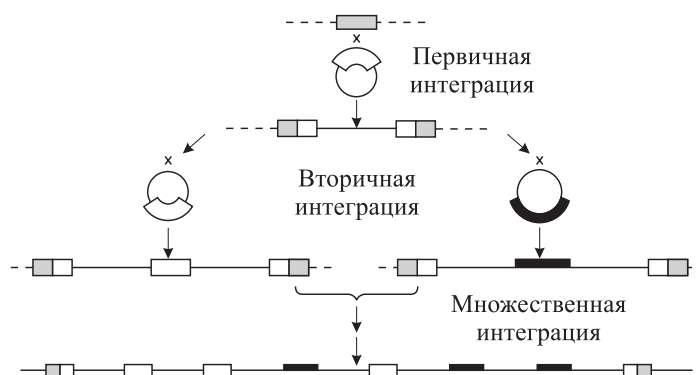 Первичная
интеграция
Вторичная
интеграция
Множественная
интеграция